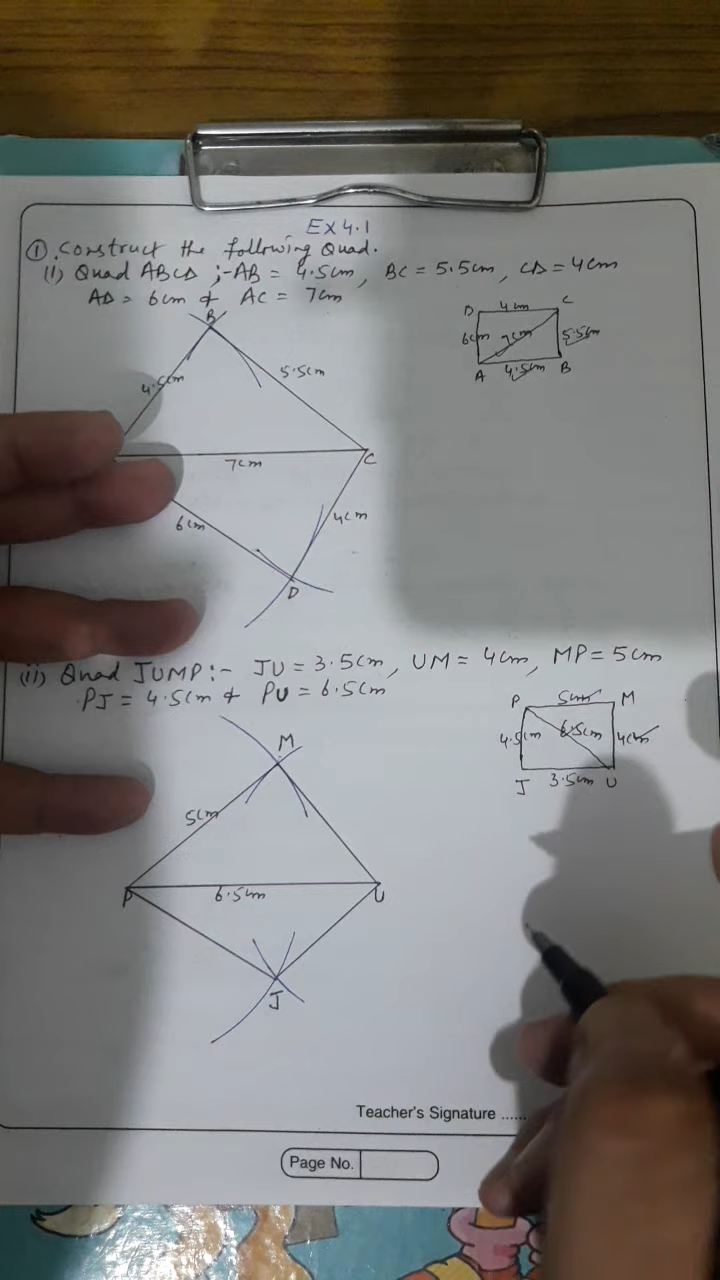 Ex 4.1
① Construct the following Quad.
(i) Quad ABCD :- AB = 4.5cm, BC = 5.5cm, CD = 4cm
AD = 6cm & AC = 7cm
D 4cm C
6cm 7cm 5.5cm
A 4.5cm B
B
4.5cm 5.5cm
7cm C
6cm 4cm
D
(ii) Quad JUMP :- JU = 3.5cm, UM = 4cm, MP = 5cm
PJ = 4.5cm & PU = 6.5cm
P 5cm M
4.5cm 6.5cm 4cm
J 3.5cm U
M
5cm
P 6.5cm U
J
Teacher's Signature ......
Page No.